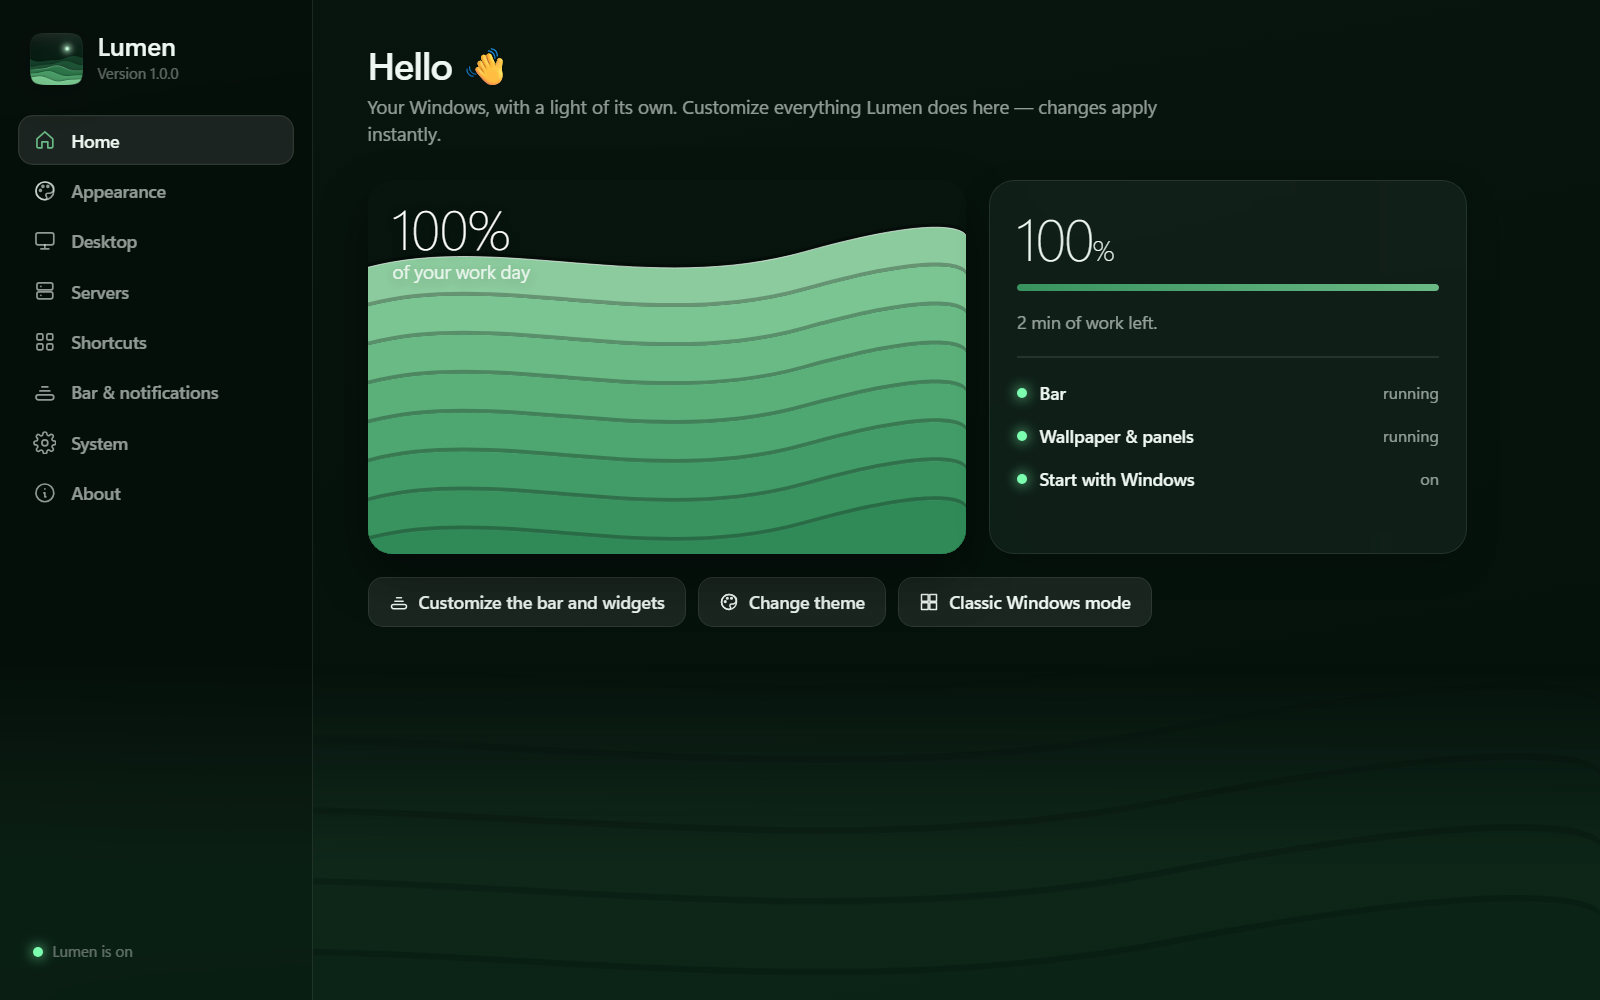 Lumen
Version 1.0.0
Home
Appearance
Desktop
Servers
Shortcuts
Bar & notifications
System
About
Lumen is on
Hello 👋
Your Windows, with a light of its own. Customize everything Lumen does here — changes apply
instantly.
100%
of your work day
100%
2 min of work left.
Bar running
Wallpaper & panels running
Start with Windows on
Customize the bar and widgets
Change theme
Classic Windows mode